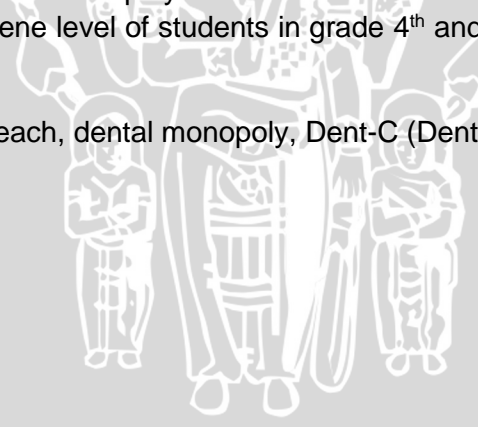 ene level of students in grade 4th and
each, dental monopoly, Dent-C (Dent